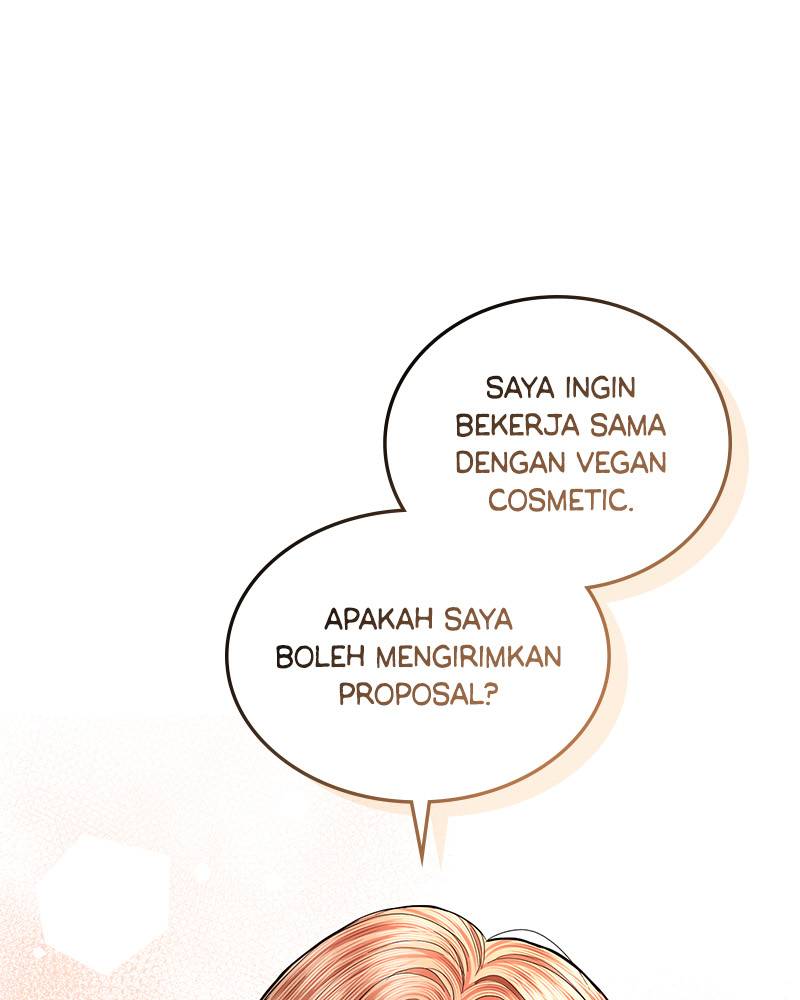 SAYA INGIN
BEKERJA SAMA
DENGAN VEGAN
COSMETIC.
APAKAH SAYA
BOLEH MENGIRIMKAN
PROPOSAL?